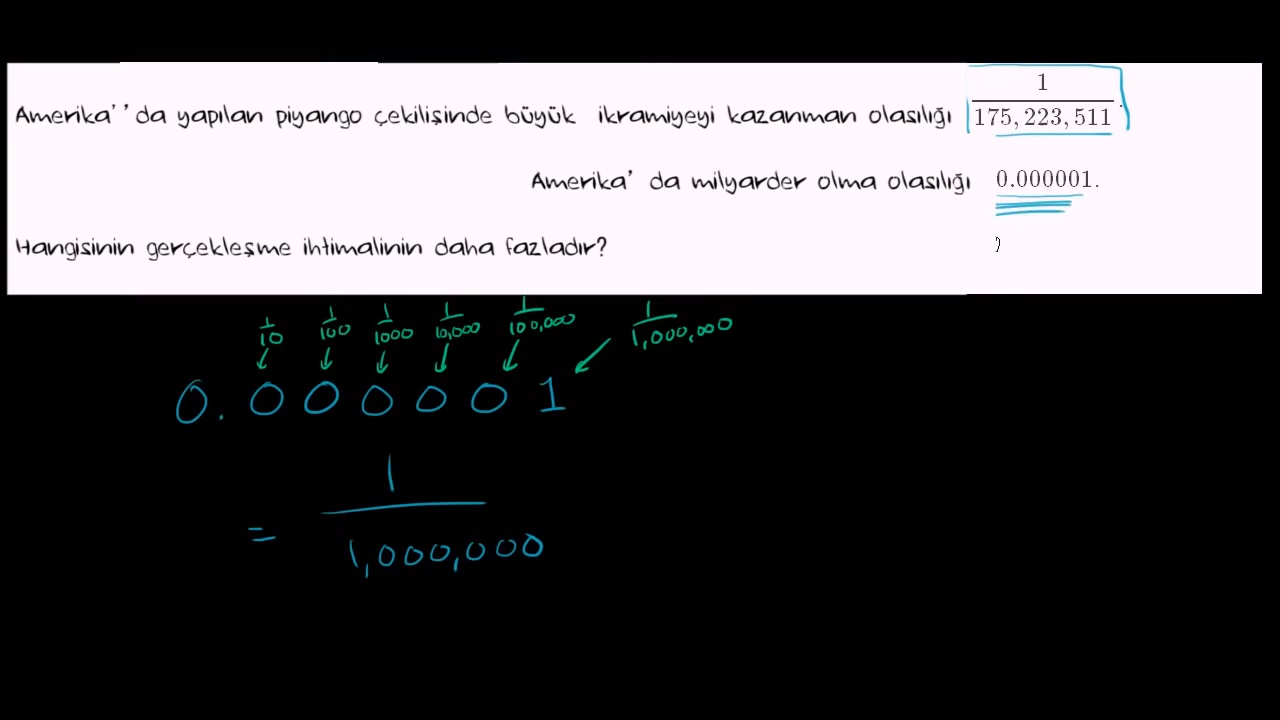 Amerika''da yapılan piyango çekilişinde büyük ikramiyeyi kazanman olasılığı 1/175,223,511.
Amerika' da milyarder olma olasılığı 0.000001.
Hangisinin gerçekleşme ihtimalinin daha fazladır?
1/10 1/100 1/1000 1/10,000 1/100,000 1/1,000,000
0.000001
= 1/1,000,000